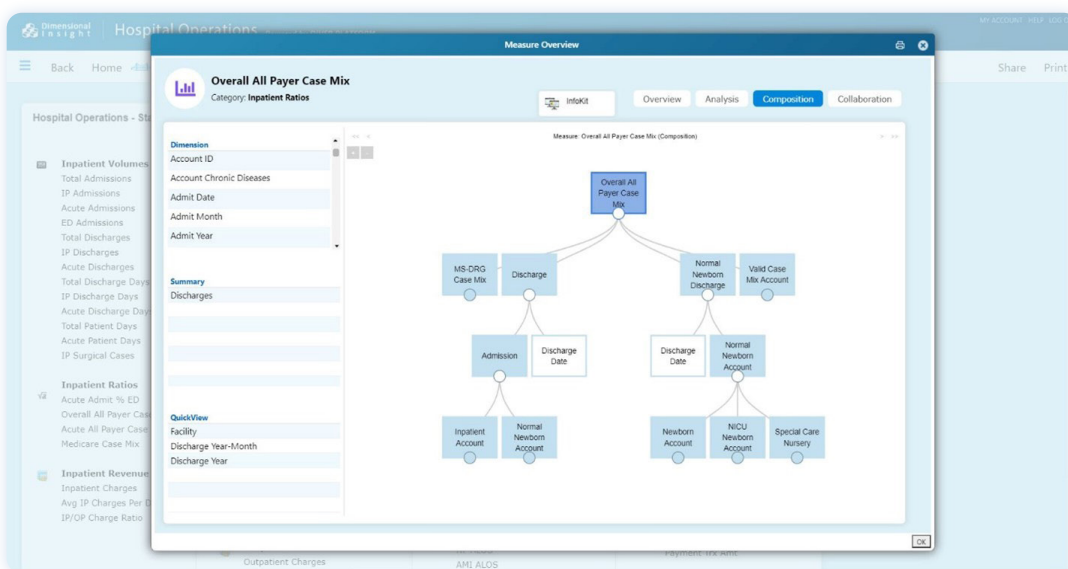 Dimensional
Insight
Hospital Operations
MY ACCOUNT HELP LOG
Back Home
Share Print
Measure Overview
Overall All Payer Case Mix
Category: Inpatient Ratios
InfoKit
Overview Analysis Composition Collaboration
Hospital Operations -
Inpatient Volumes
Total Admissions
IP Admissions
Acute Admissions
ED Admissions
Total Discharges
IP Discharges
Acute Discharges
Total Discharge Days
IP Discharge Days
Acute Discharge Days
Total Patient Days
Acute Patient Days
IP Surgical Cases
Inpatient Ratios
Acute Admit % ED
Overall All Payer
Acute All Payer Case
Medicare Case Mix
Inpatient Revenue
Inpatient Charges
Avg IP Charges Per
IP/OP Charge Ratio
Dimension
Account ID
Account Chronic Diseases
Admit Date
Admit Month
Admit Year
Summary
Discharges
QuickView
Facility
Discharge Year-Month
Discharge Year
Measure: Overall All Payer Case Mix (Composition)
Overall All
Payer Case
Mix
MS-DRG
Case Mix
Discharge
Normal
Newborn
Discharge
Valid Case
Mix Account
Admission
Discharge
Date
Discharge
Date
Normal
Newborn
Account
Inpatient
Account
Normal
Newborn
Account
Newborn
Account
NICU
Newborn
Account
Special Care
Nursery
OK
Outpatient Charges
AMI ALOS
Payment Trx Amt